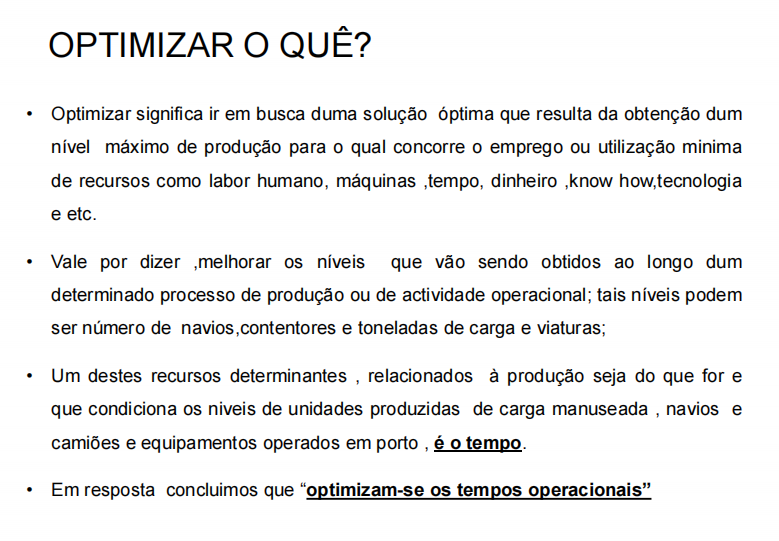 OPTIMIZAR O QUÊ?
• Optimizar significa ir em busca duma solução óptima que resulta da obtenção dum
nível máximo de produção para o qual concorre o emprego ou utilização minima
de recursos como labor humano, máquinas ,tempo, dinheiro ,know how,tecnologia
e etc.
• Vale por dizer ,melhorar os níveis que vão sendo obtidos ao longo dum
determinado processo de produção ou de actividade operacional; tais níveis podem
ser número de navios,contentores e toneladas de carga e viaturas;
• Um destes recursos determinantes , relacionados à produção seja do que for e
que condiciona os niveis de unidades produzidas de carga manuseada , navios e
camiões e equipamentos operados em porto , é o tempo.
• Em resposta concluimos que “optimizam-se os tempos operacionais”